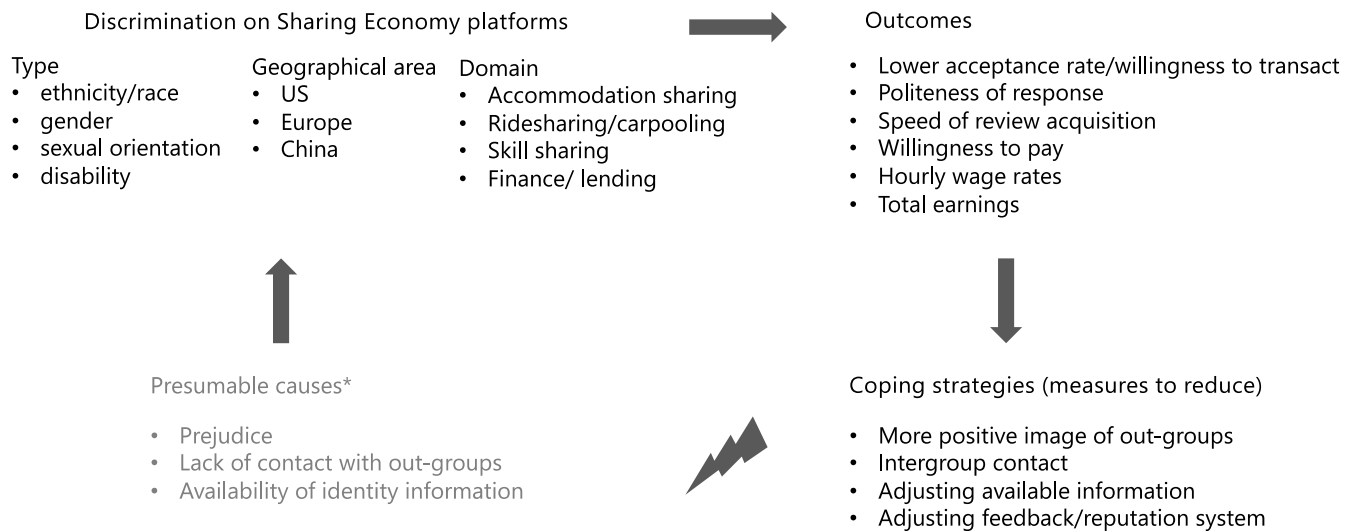 Discrimination on Sharing Economy platforms
Type
• ethnicity/race
• gender
• sexual orientation
• disability
Geographical area
• US
• Europe
• China
Domain
• Accommodation sharing
• Ridesharing/carpooling
• Skill sharing
• Finance/ lending
Outcomes
• Lower acceptance rate/willingness to transact
• Politeness of response
• Speed of review acquisition
• Willingness to pay
• Hourly wage rates
• Total earnings
Presumable causes*
• Prejudice
• Lack of contact with out-groups
• Availability of identity information
Coping strategies (measures to reduce)
• More positive image of out-groups
• Intergroup contact
• Adjusting available information
• Adjusting feedback/reputation system